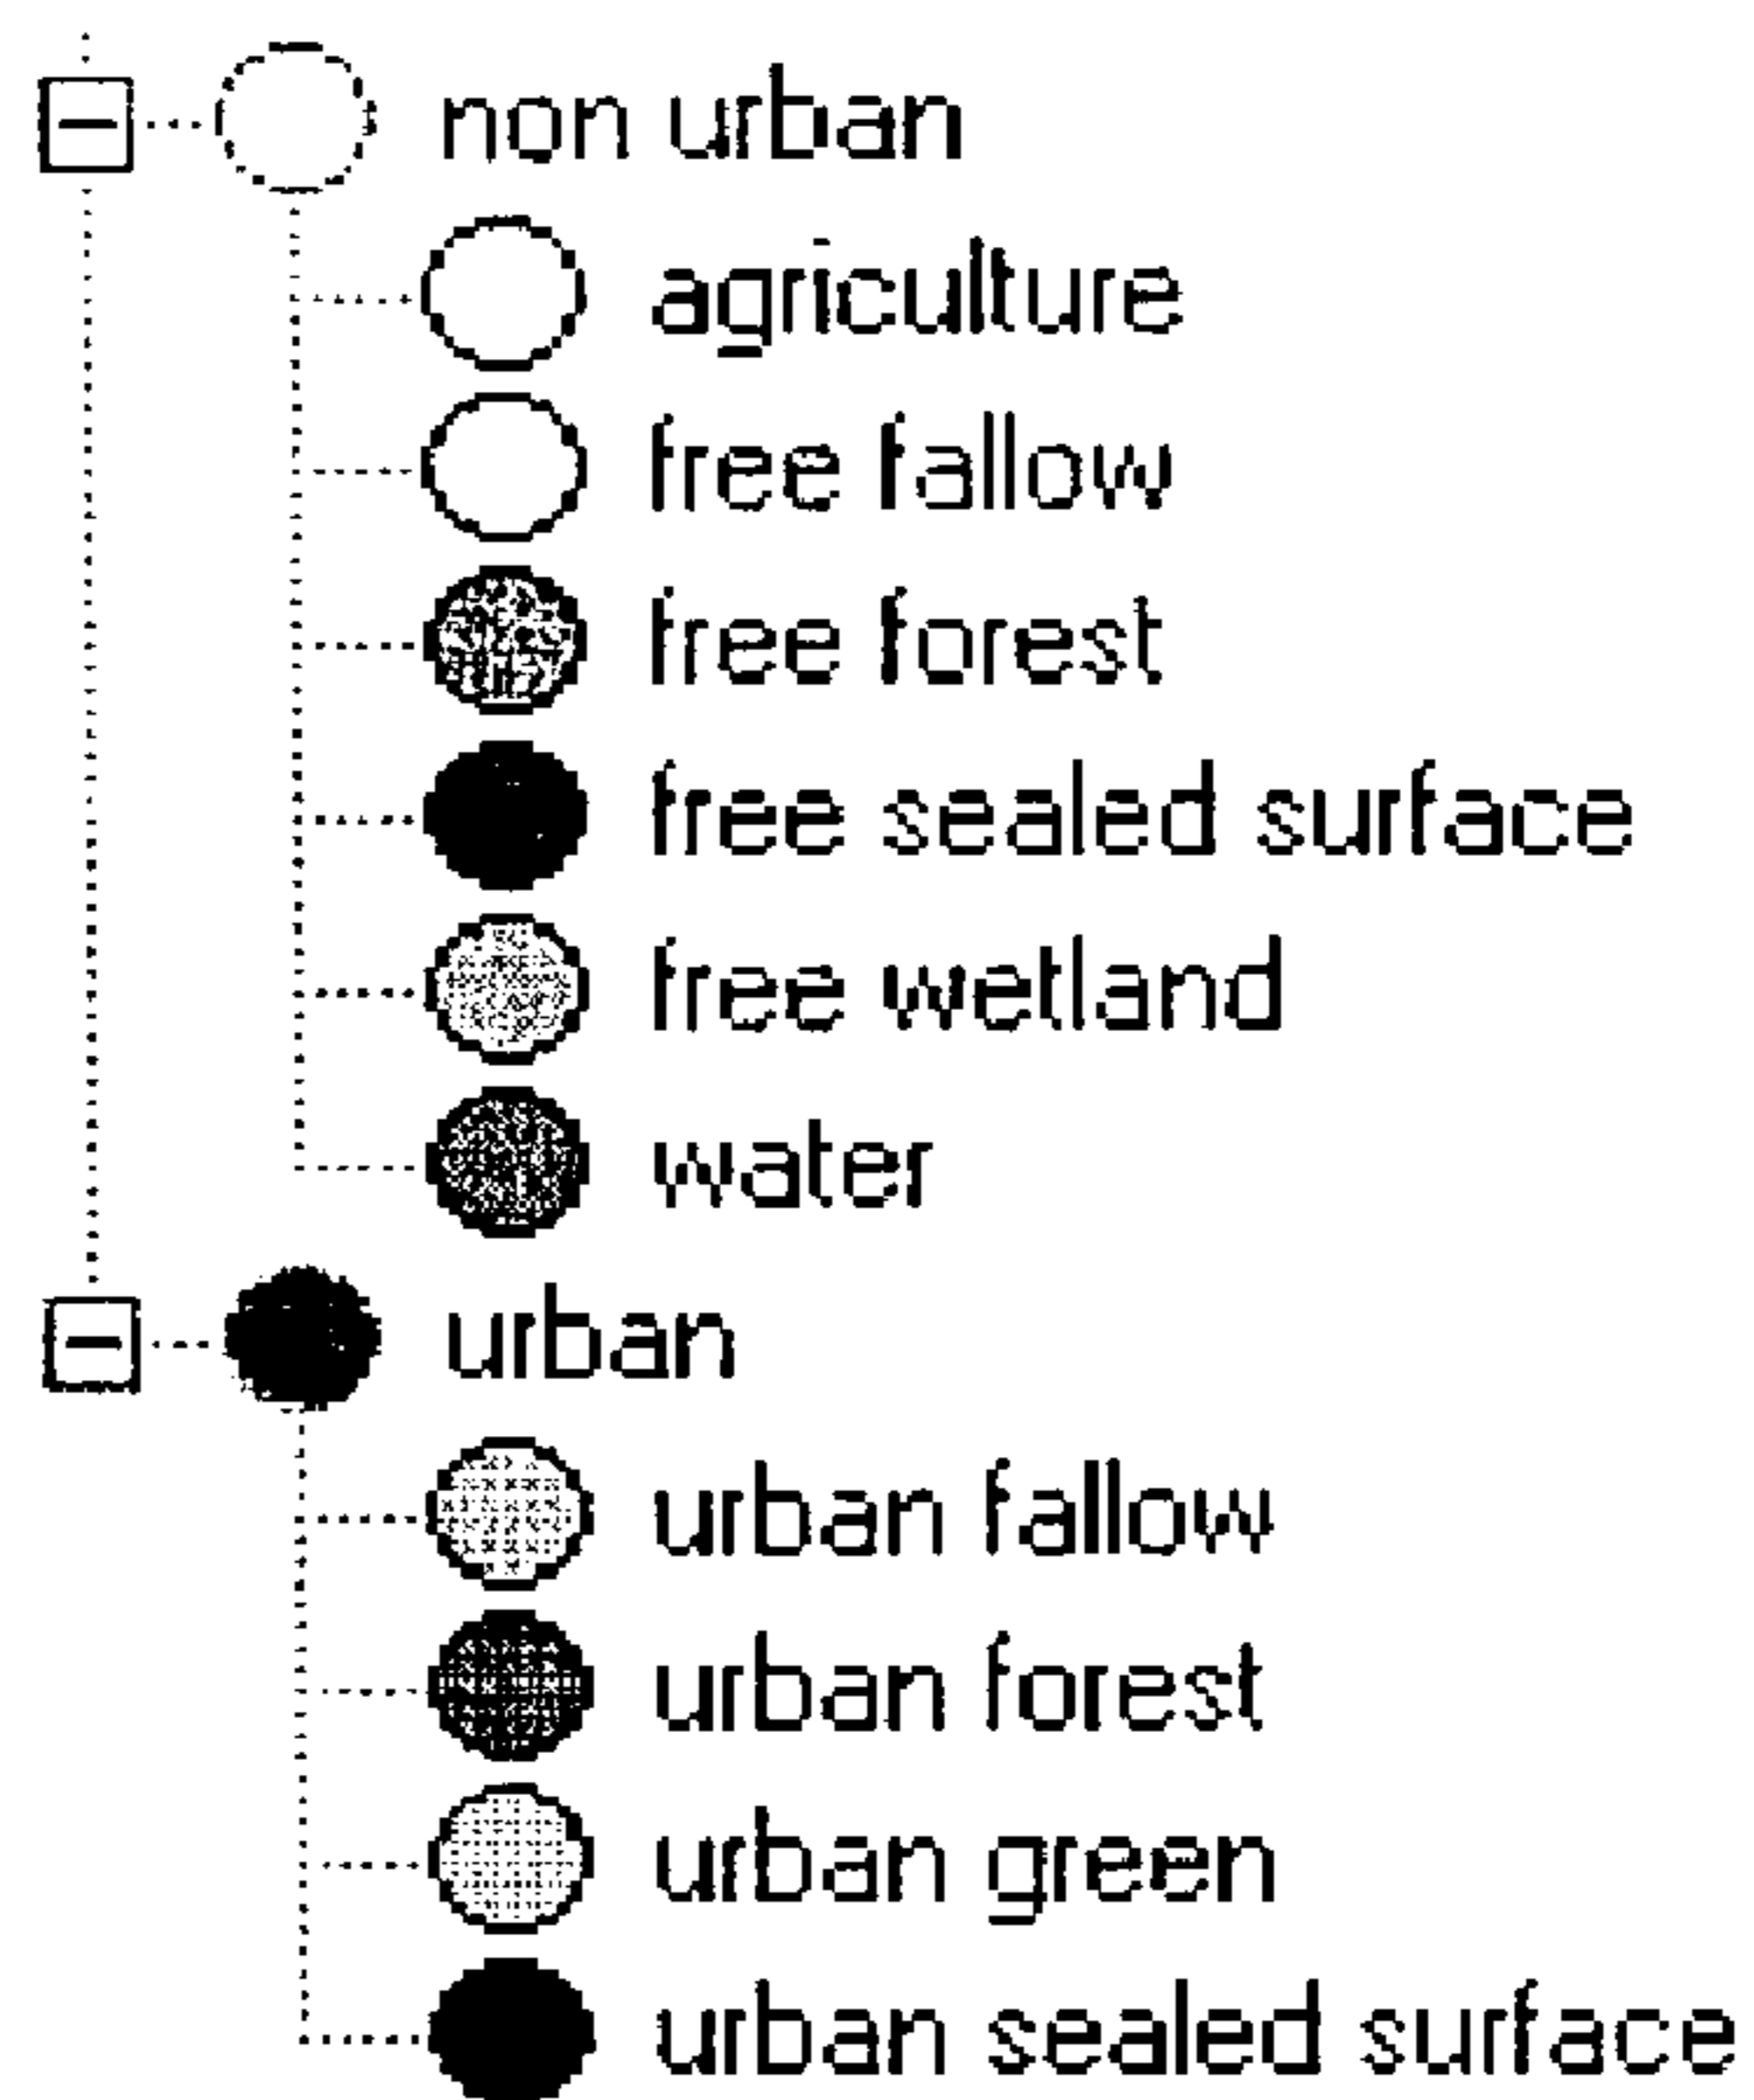 non urban
agriculture
free fallow
free forest
free sealed surface
free wetland
water
urban
urban fallow
urban forest
urban green
urban sealed surface